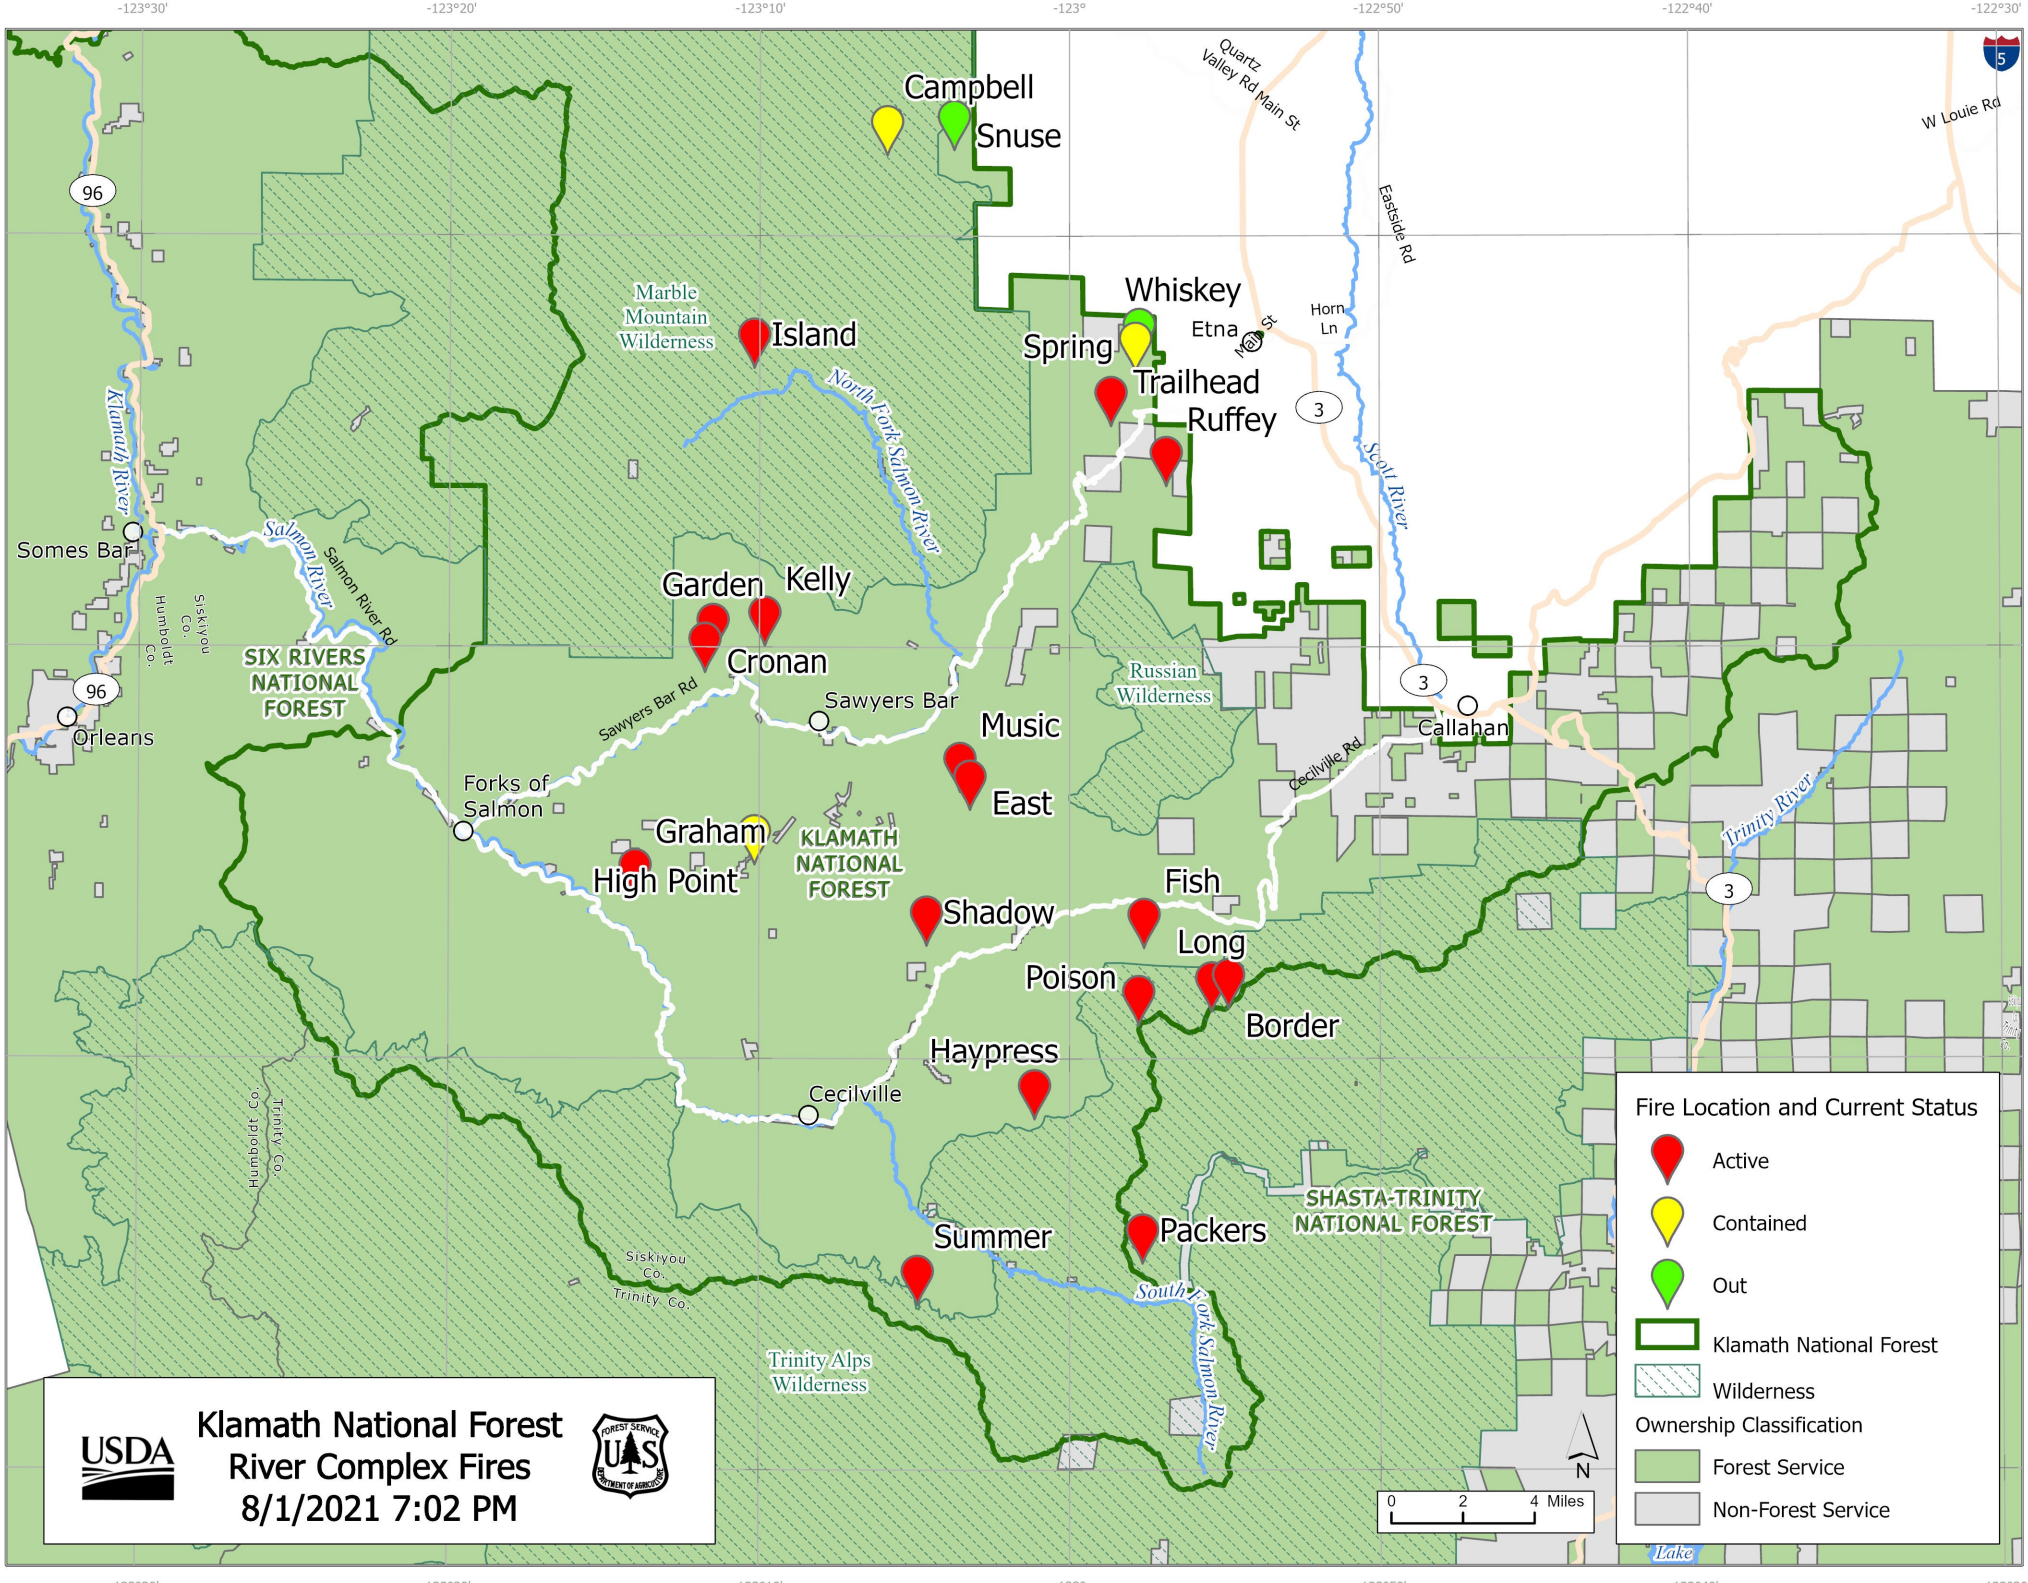 -123°30'
-123°20'
-123°10'
-123°
-122°50'
-122°40'
-122°30'
5
Quartz
Valley Rd
Main St
W Louie Rd
Campbell
Snuse
96
Eastside Rd
Marble
Mountain
Wilderness
Island
Whiskey
Spring
Etna
Main St
Horn
Ln
Trailhead
Ruffey
3
Klamath River
North Fork Salmon River
Scott River
Somes Bar
Salmon River
Salmon River Rd
Siskiyou
Co.
Humboldt
Co.
Garden
Kelly
Cronan
SIX RIVERS
NATIONAL
FOREST
96
Orleans
Sawyers Bar Rd
Sawyers Bar
Russian
Wilderness
3
Callahan
Cecilville Rd
Music
East
Forks of
Salmon
Graham
High Point
KLAMATH
NATIONAL
FOREST
Trinity River
3
Shadow
Fish
Long
Poison
Border
Haypress
Cecilville
Humboldt Co.
Trinity Co.
SHASTA-TRINITY
NATIONAL FOREST
Packers
Summer
Siskiyou
Co.
Trinity Co.
South Fork Salmon River
Trinity Alps
Wilderness
Fire Location and Current Status
Active
Contained
Out
Klamath National Forest
Wilderness
Ownership Classification
Forest Service
Non-Forest Service
N
0 2 4 Miles
Lake
USDA
Klamath National Forest
River Complex Fires
8/1/2021 7:02 PM
FOREST SERVICE
U S
DEPARTMENT OF AGRICULTURE